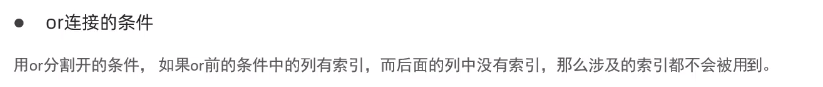 ● or连接的条件
用or分割开的条件， 如果or前的条件中的列有索引，而后面的列中没有索引，那么涉及的索引都不会被用到。